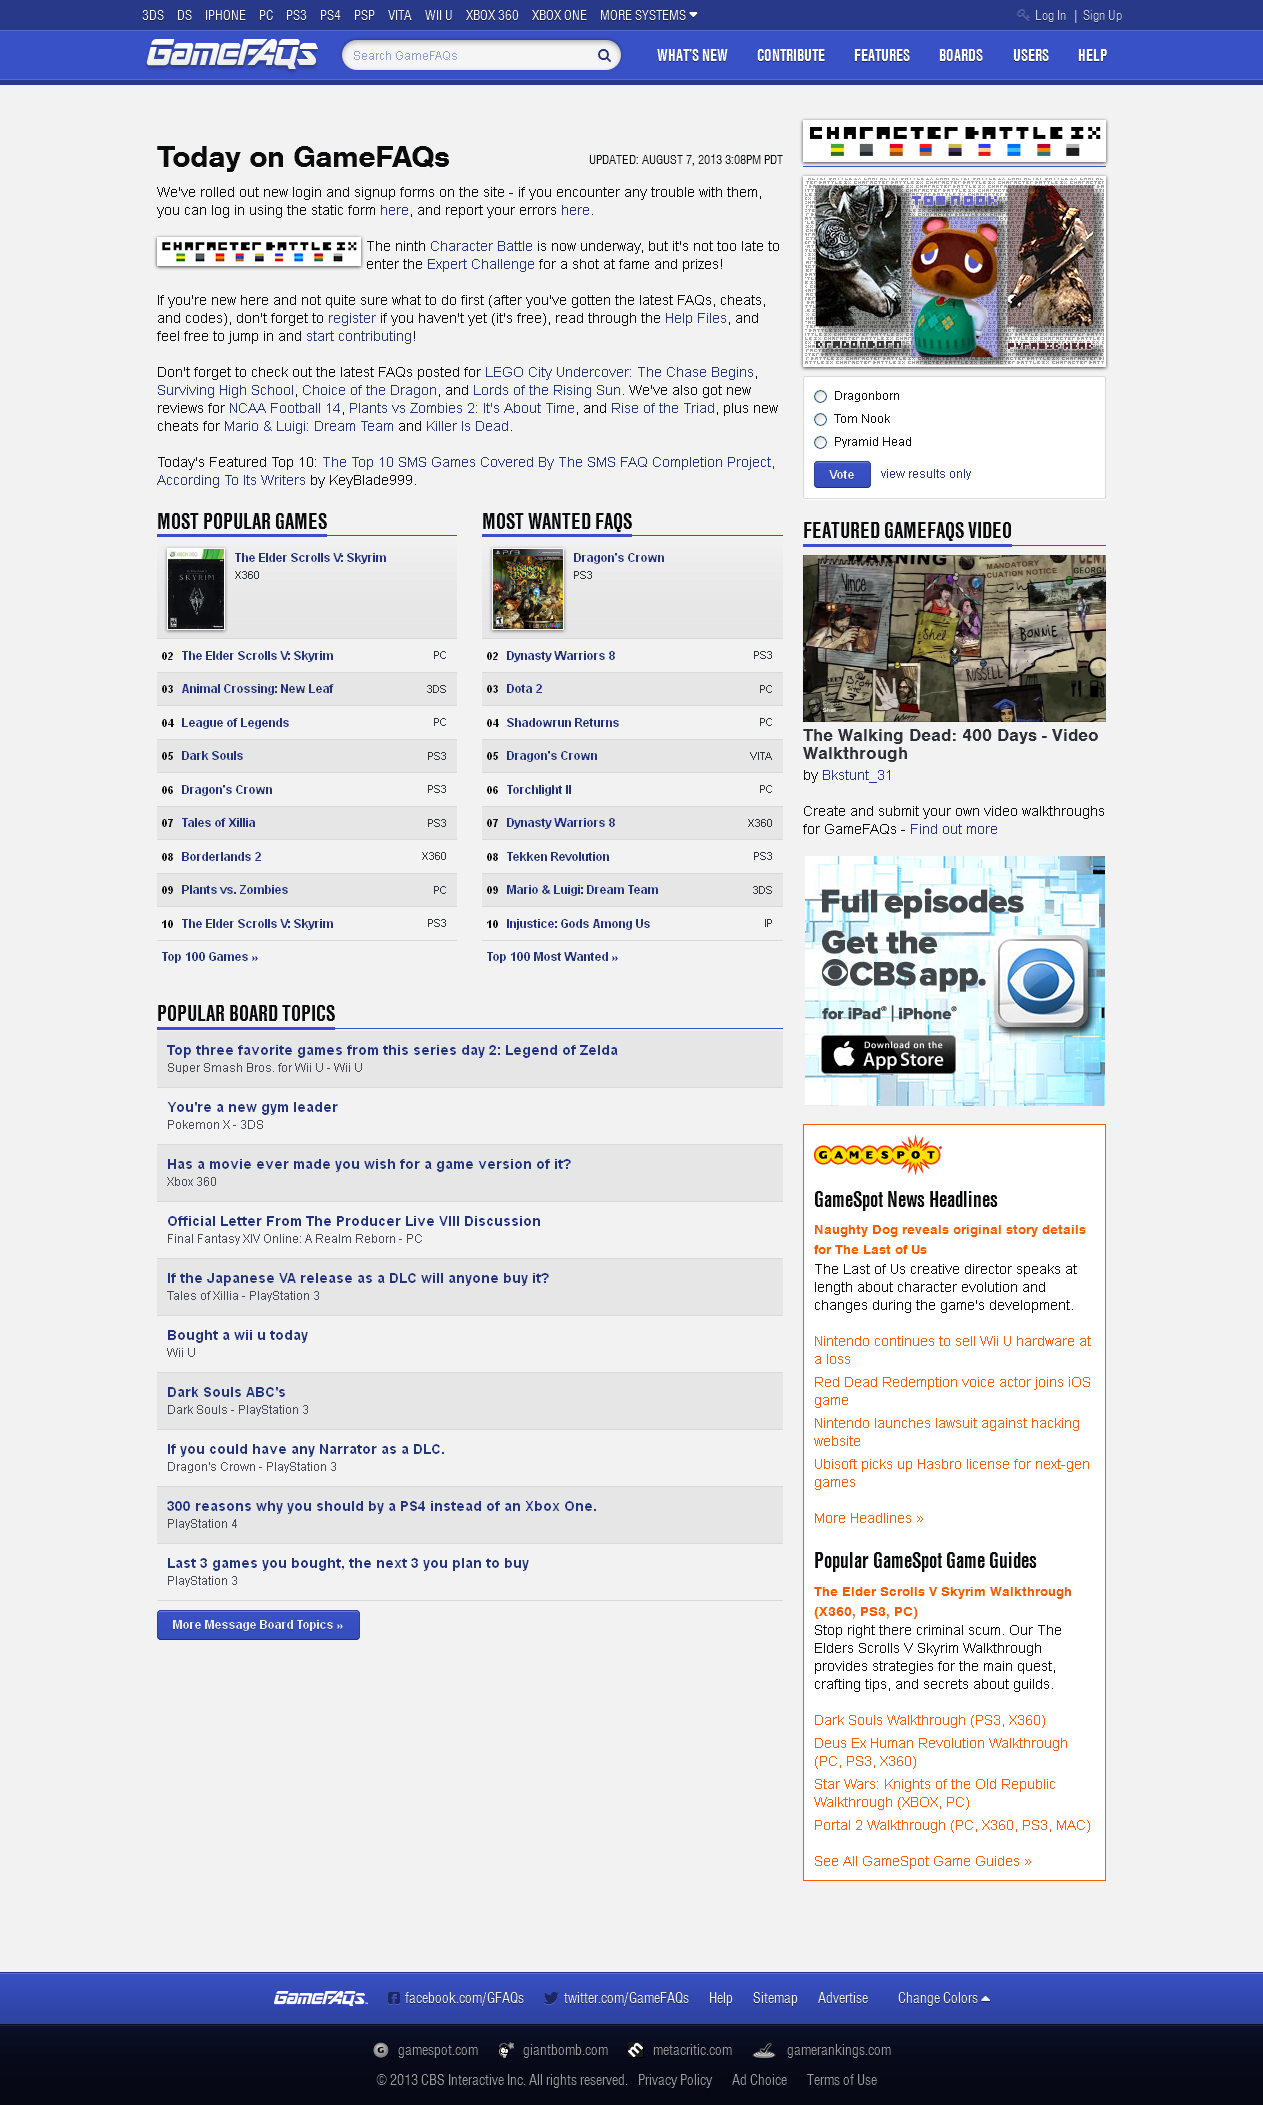 3DS DS IPHONE PC PS3 PS4 PSP VITA WII U XBOX 360 XBOX ONE MORE SYSTEMS
Log In | Sign Up
GameFAQs
Search GameFAQs
WHAT'S NEW CONTRIBUTE FEATURES BOARDS USERS HELP
Today on GameFAQs
UPDATED: AUGUST 7, 2013 3:08PM PDT
We've rolled out new login and signup forms on the site - if you encounter any trouble with them,
you can log in using the static form here, and report your errors here.
CHARACTER BATTLE IX
The ninth Character Battle is now underway, but it's not too late to
enter the Expert Challenge for a shot at fame and prizes!
If you're new here and not quite sure what to do first (after you've gotten the latest FAQs, cheats,
and codes), don't forget to register if you haven't yet (it's free), read through the Help Files, and
feel free to jump in and start contributing!
Don't forget to check out the latest FAQs posted for LEGO City Undercover: The Chase Begins,
Surviving High School, Choice of the Dragon, and Lords of the Rising Sun. We've also got new
reviews for NCAA Football 14, Plants vs Zombies 2: It's About Time, and Rise of the Triad, plus new
cheats for Mario & Luigi: Dream Team and Killer Is Dead.
Today's Featured Top 10: The Top 10 SMS Games Covered By The SMS FAQ Completion Project,
According To Its Writers by KeyBlade999.
MOST POPULAR GAMES
SKYRIM
The Elder Scrolls V: Skyrim
X360
02 The Elder Scrolls V: Skyrim PC
03 Animal Crossing: New Leaf 3DS
04 League of Legends PC
05 Dark Souls PS3
06 Dragon's Crown PS3
07 Tales of Xillia PS3
08 Borderlands 2 X360
09 Plants vs. Zombies PC
10 The Elder Scrolls V: Skyrim PS3
Top 100 Games »
MOST WANTED FAQS
PS3
Dragon's Crown
PS3
02 Dynasty Warriors 8 PS3
03 Dota 2 PC
04 Shadowrun Returns PC
05 Dragon's Crown VITA
06 Torchlight II PC
07 Dynasty Warriors 8 X360
08 Tekken Revolution PS3
09 Mario & Luigi: Dream Team 3DS
10 Injustice: Gods Among Us IP
Top 100 Most Wanted »
POPULAR BOARD TOPICS
Top three favorite games from this series day 2: Legend of Zelda
Super Smash Bros. for Wii U - Wii U
You're a new gym leader
Pokemon X - 3DS
Has a movie ever made you wish for a game version of it?
Xbox 360
Official Letter From The Producer Live VIII Discussion
Final Fantasy XIV Online: A Realm Reborn - PC
If the Japanese VA release as a DLC will anyone buy it?
Tales of Xillia - PlayStation 3
Bought a wii u today
Wii U
Dark Souls ABC's
Dark Souls - PlayStation 3
If you could have any Narrator as a DLC.
Dragon's Crown - PlayStation 3
300 reasons why you should by a PS4 instead of an Xbox One.
PlayStation 4
Last 3 games you bought, the next 3 you plan to buy
PlayStation 3
More Message Board Topics »
CHARACTER BATTLE IX
TOM NOOK
DRAGONBORN
PYRAMID HEAD
Dragonborn
Tom Nook
Pyramid Head
Vote view results only
FEATURED GAMEFAQS VIDEO
WARNING
Vince
Shel
BONNIE
RUSSELL
The Walking Dead: 400 Days - Video
Walkthrough
by Bkstunt_31
Create and submit your own video walkthroughs
for GameFAQs - Find out more
Full episodes
Get the
CBS app.
for iPad® | iPhone®
Download on the
App Store
GAMESPOT
GameSpot News Headlines
Naughty Dog reveals original story details
for The Last of Us
The Last of Us creative director speaks at
length about character evolution and
changes during the game's development.
Nintendo continues to sell Wii U hardware at
a loss
Red Dead Redemption voice actor joins iOS
game
Nintendo launches lawsuit against hacking
website
Ubisoft picks up Hasbro license for next-gen
games
More Headlines »
Popular GameSpot Game Guides
The Elder Scrolls V Skyrim Walkthrough
(X360, PS3, PC)
Stop right there criminal scum. Our The
Elders Scrolls V Skyrim Walkthrough
provides strategies for the main quest,
crafting tips, and secrets about guilds.
Dark Souls Walkthrough (PS3, X360)
Deus Ex Human Revolution Walkthrough
(PC, PS3, X360)
Star Wars: Knights of the Old Republic
Walkthrough (XBOX, PC)
Portal 2 Walkthrough (PC, X360, PS3, MAC)
See All GameSpot Game Guides »
GameFAQs facebook.com/GFAQs twitter.com/GameFAQs Help Sitemap Advertise Change Colors
gamespot.com giantbomb.com metacritic.com gamerankings.com
© 2013 CBS Interactive Inc. All rights reserved. Privacy Policy Ad Choice Terms of Use